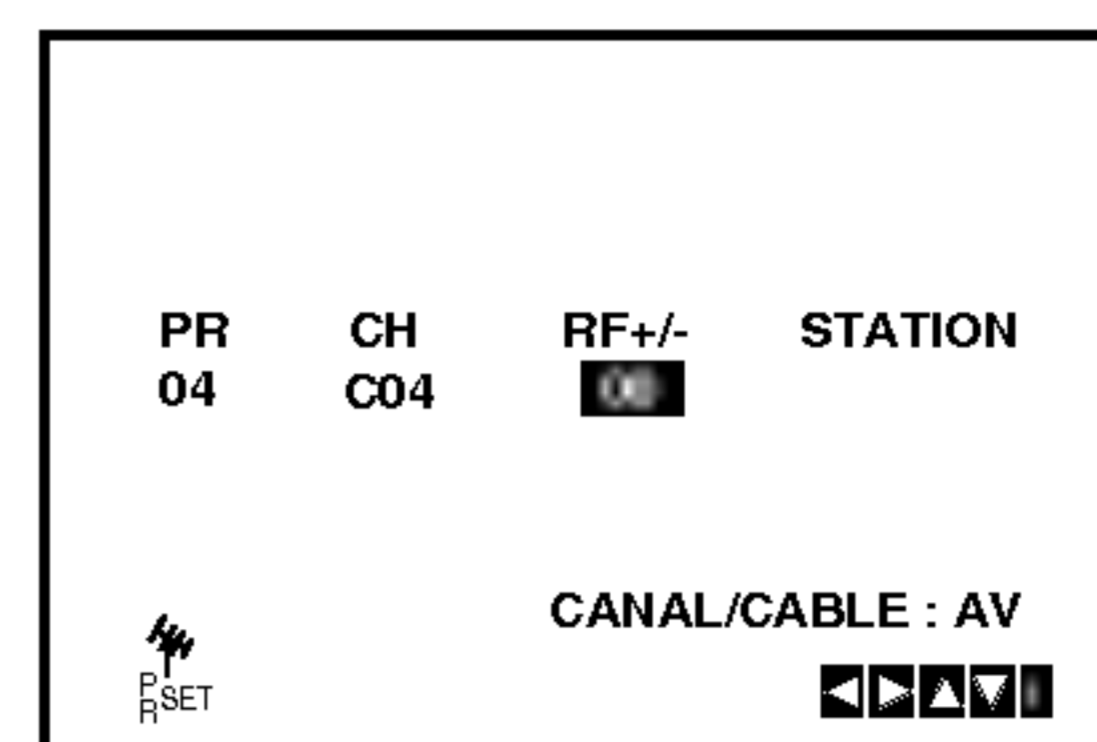 PR CH RF+/- STATION
04 C04
CANAL/CABLE : AV
PR SET